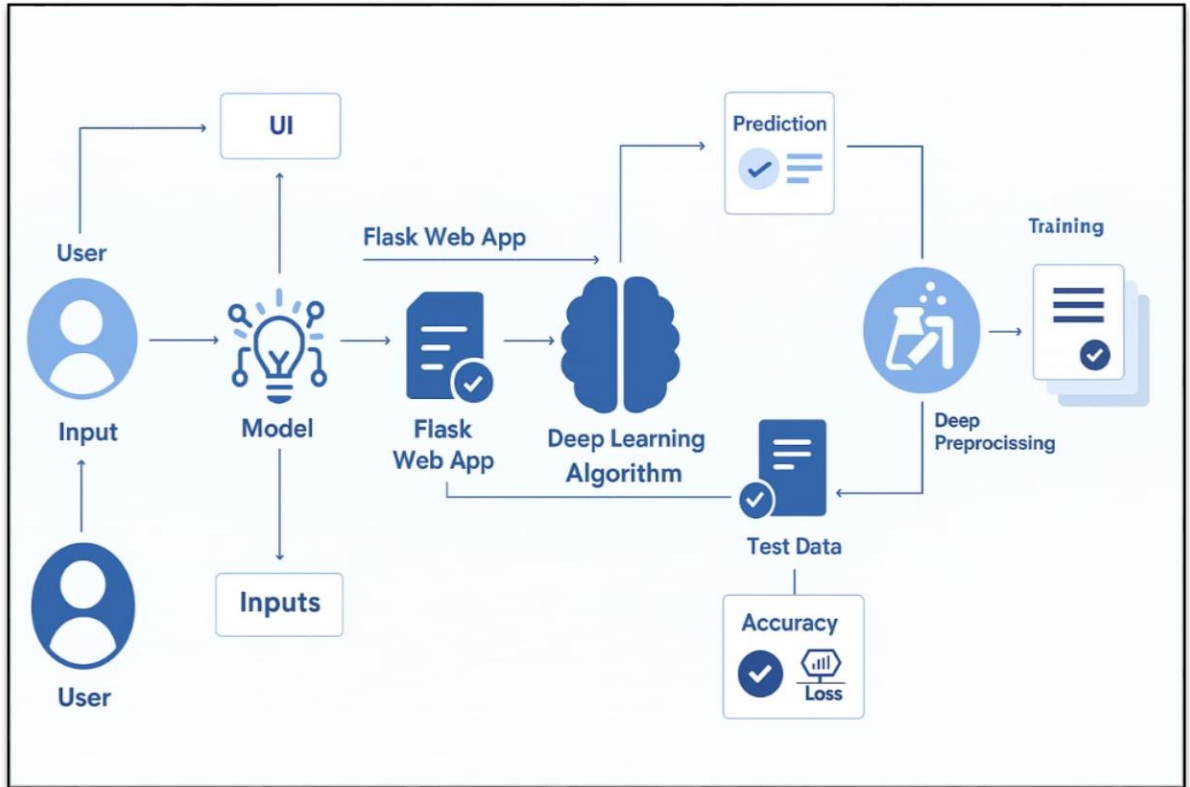 UI
Prediction
Training
User
Flask Web App
Input
Model
Flask
Web App
Deep Learning
Algorithm
Deep
Preprocissing
Test Data
Inputs
Accuracy
Loss
User